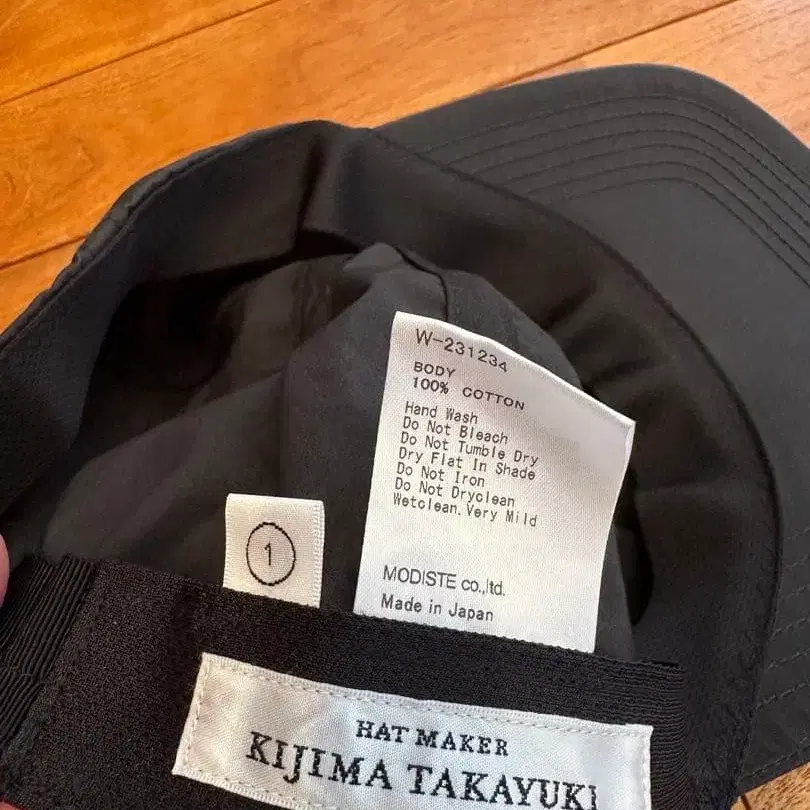 W-231234
BODY
100% COTTON
Hand Wash
Do Not Bleach
Do Not Tumble Dry
Dry Flat In Shade
Do Not Iron
Do Not Dryclean
Wetclean.Very Mild
MODISTE co.,ltd.
Made in Japan
1
HAT MAKER
KIJIMA TAKAYUKI